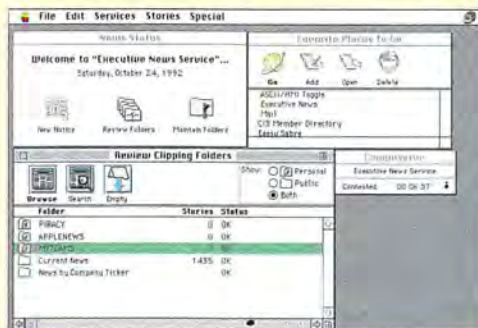 File Edit Services Stories Special
News Status
Welcome to "Executive News Service"...
Saturday, October 24, 1992
New Notice Review Folders Maintain Folders
Favorite Places To Go
Go Add Open Delete
ASCII/HMI Toggle
Executive News
Mail
CIS Member Directory
Eaasy Sabre
Review Clipping Folders
Browse Search Empty
Show: Personal
Public
Both
Folder Stories Status
PIRACY 0 OK
APPLENEWS 0 OK
0 OK
Current News 1435 OK
News by Company Ticker OK
CompuServe
Executive News Service
Connected 00:06:37